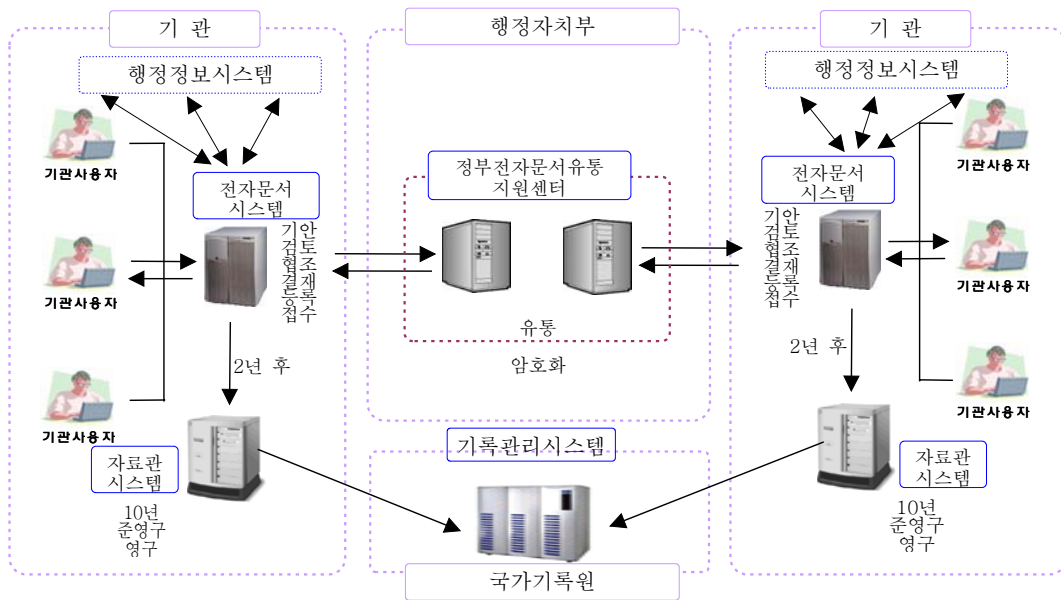 기 관
행정정보시스템
기관사용자
전자문서
시스템
기안
검토
협조
결재
등록
접수
기관사용자
2년 후
기관사용자
자료관
시스템
10년
준영구
영구
행정자치부
정부전자문서유통
지원센터
유통
암호화
기록관리시스템
국가기록원
기 관
행정정보시스템
기관사용자
전자문서
시스템
기안
검토
협조
결재
등록
접수
기관사용자
2년 후
기관사용자
자료관
시스템
10년
준영구
영구